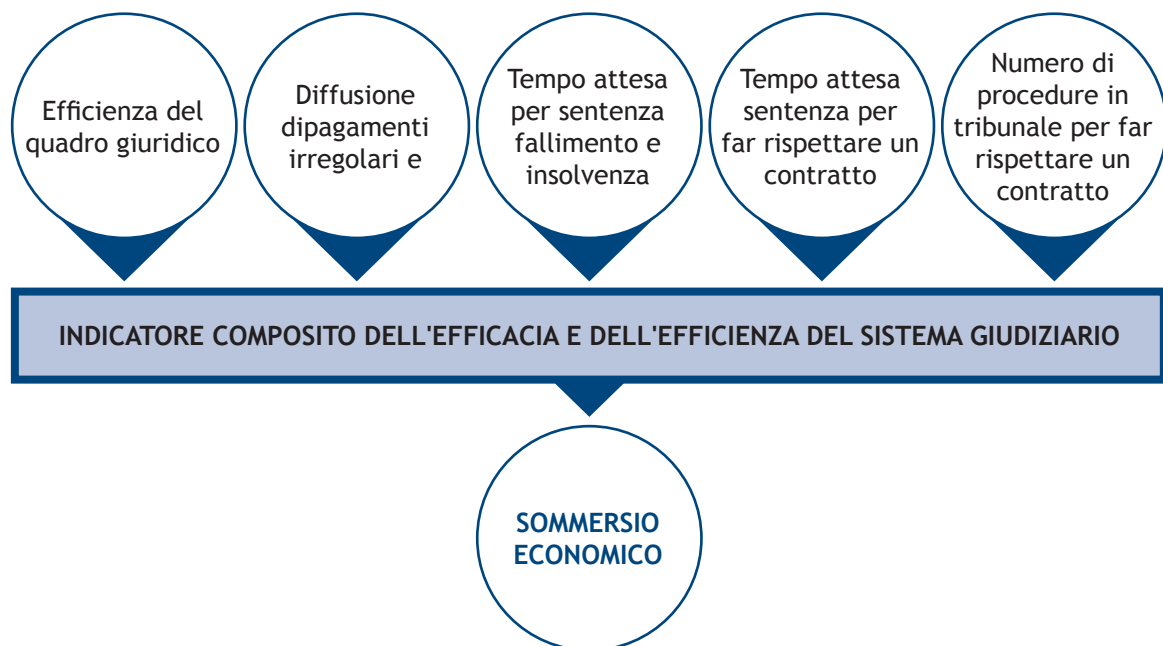 Efficienza del
quadro giuridico
Diffusione
dipagamenti
irregolari e
Tempo attesa
per sentenza
fallimento e
insolvenza
Tempo attesa
sentenza per
far rispettare un
contratto
Numero di
procedure in
tribunale per far
rispettare un
contratto
INDICATORE COMPOSITO DELL'EFFICACIA E DELL'EFFICIENZA DEL SISTEMA GIUDIZIARIO
SOMMERSIO
ECONOMICO